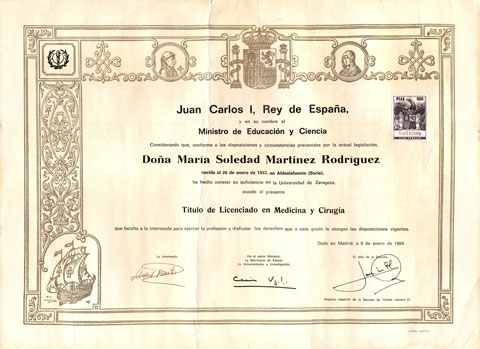 Juan Carlos I, Rey de España,
y en su nombre el
Ministro de Educación y Ciencia
PTAS 100
Considerando que, conforme a las disposiciones y circunstancias prevenidas por la actual legislación,
Doña María Soledad Martínez Rodríguez
nacida el 26 de enero de 1953, en Aldealafuente (Soria),
ha hecho constar su suficiencia en la Universidad de Zaragoza,
expide el presente
Título de Licenciado en Medicina y Cirugía
que faculta a la interesada para ejercer la profesión y disfrutar los derechos que a este grado le otorgan las disposiciones vigentes.
Dado en Madrid, a 9 de enero de 1984
La interesada, Por el señor Ministro El Jefe de la Sección,
La Secretaria de Estado
de Universidades e Investigación,
Registro especial de la Sección de Títulos, número